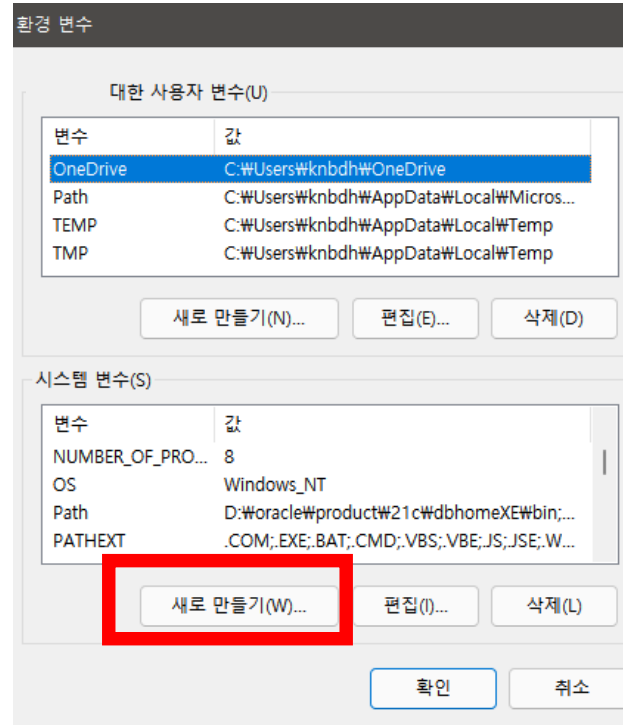 환경 변수
대한 사용자 변수(U)
변수 값
OneDrive C:₩Users₩knbdh₩OneDrive
Path C:₩Users₩knbdh₩AppData₩Local₩Micros...
TEMP C:₩Users₩knbdh₩AppData₩Local₩Temp
TMP C:₩Users₩knbdh₩AppData₩Local₩Temp
새로 만들기(N)... 편집(E)... 삭제(D)
시스템 변수(S)
변수 값
NUMBER_OF_PRO... 8
OS Windows_NT
Path D:₩oracle₩product₩21c₩dbhomeXE₩bin;...
PATHEXT .COM;.EXE;.BAT;.CMD;.VBS;.VBE;.JS;.JSE;.W...
새로 만들기(W)... 편집(I)... 삭제(L)
확인 취소